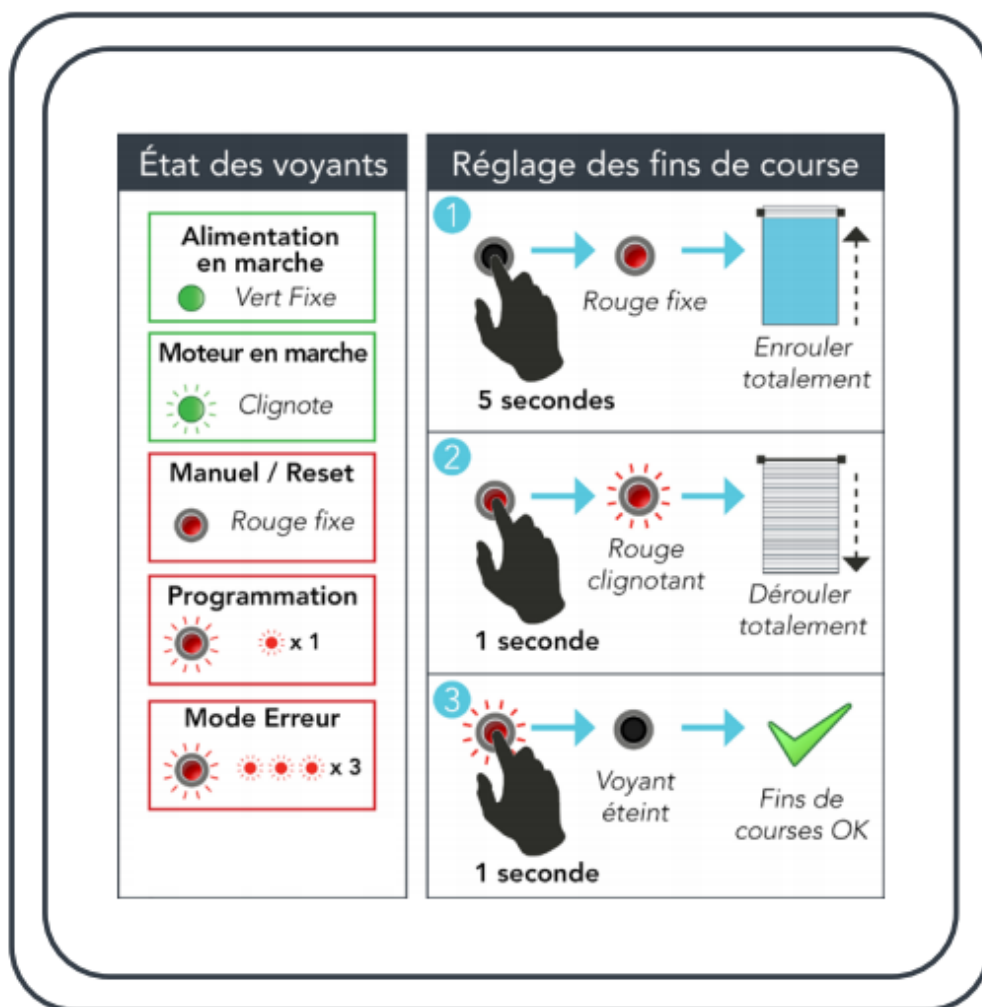 État des voyants
Alimentation
en marche
Vert Fixe
Moteur en marche
Clignote
Manuel / Reset
Rouge fixe
Programmation
x 1
Mode Erreur
x 3
Réglage des fins de course
1
Rouge fixe
5 secondes
Enrouler
totalement
2
Rouge
clignotant
1 seconde
Dérouler
totalement
3
Voyant
éteint
1 seconde
Fins de
courses OK